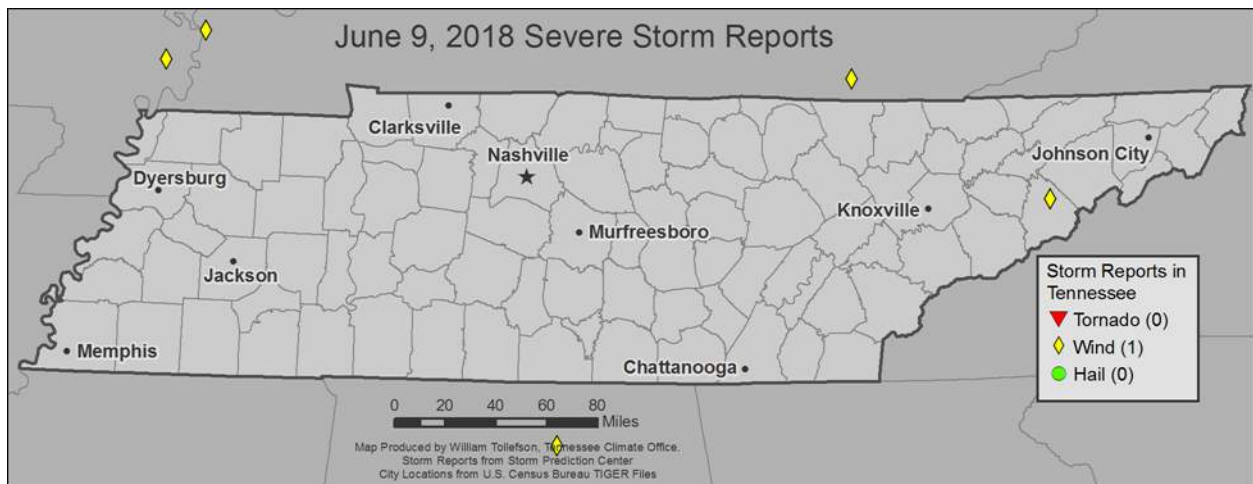 June 9, 2018 Severe Storm Reports
Clarksville
Nashville
Johnson City
Dyersburg
Knoxville
Murfreesboro
Jackson
Storm Reports in
Tennessee
Tornado (0)
Wind (1)
Hail (0)
Memphis
Chattanooga
0 20 40 60 80
Miles
Map Produced by William Tollefson, Tennessee Climate Office.
Storm Reports from Storm Prediction Center
City Locations from U.S. Census Bureau TIGER Files